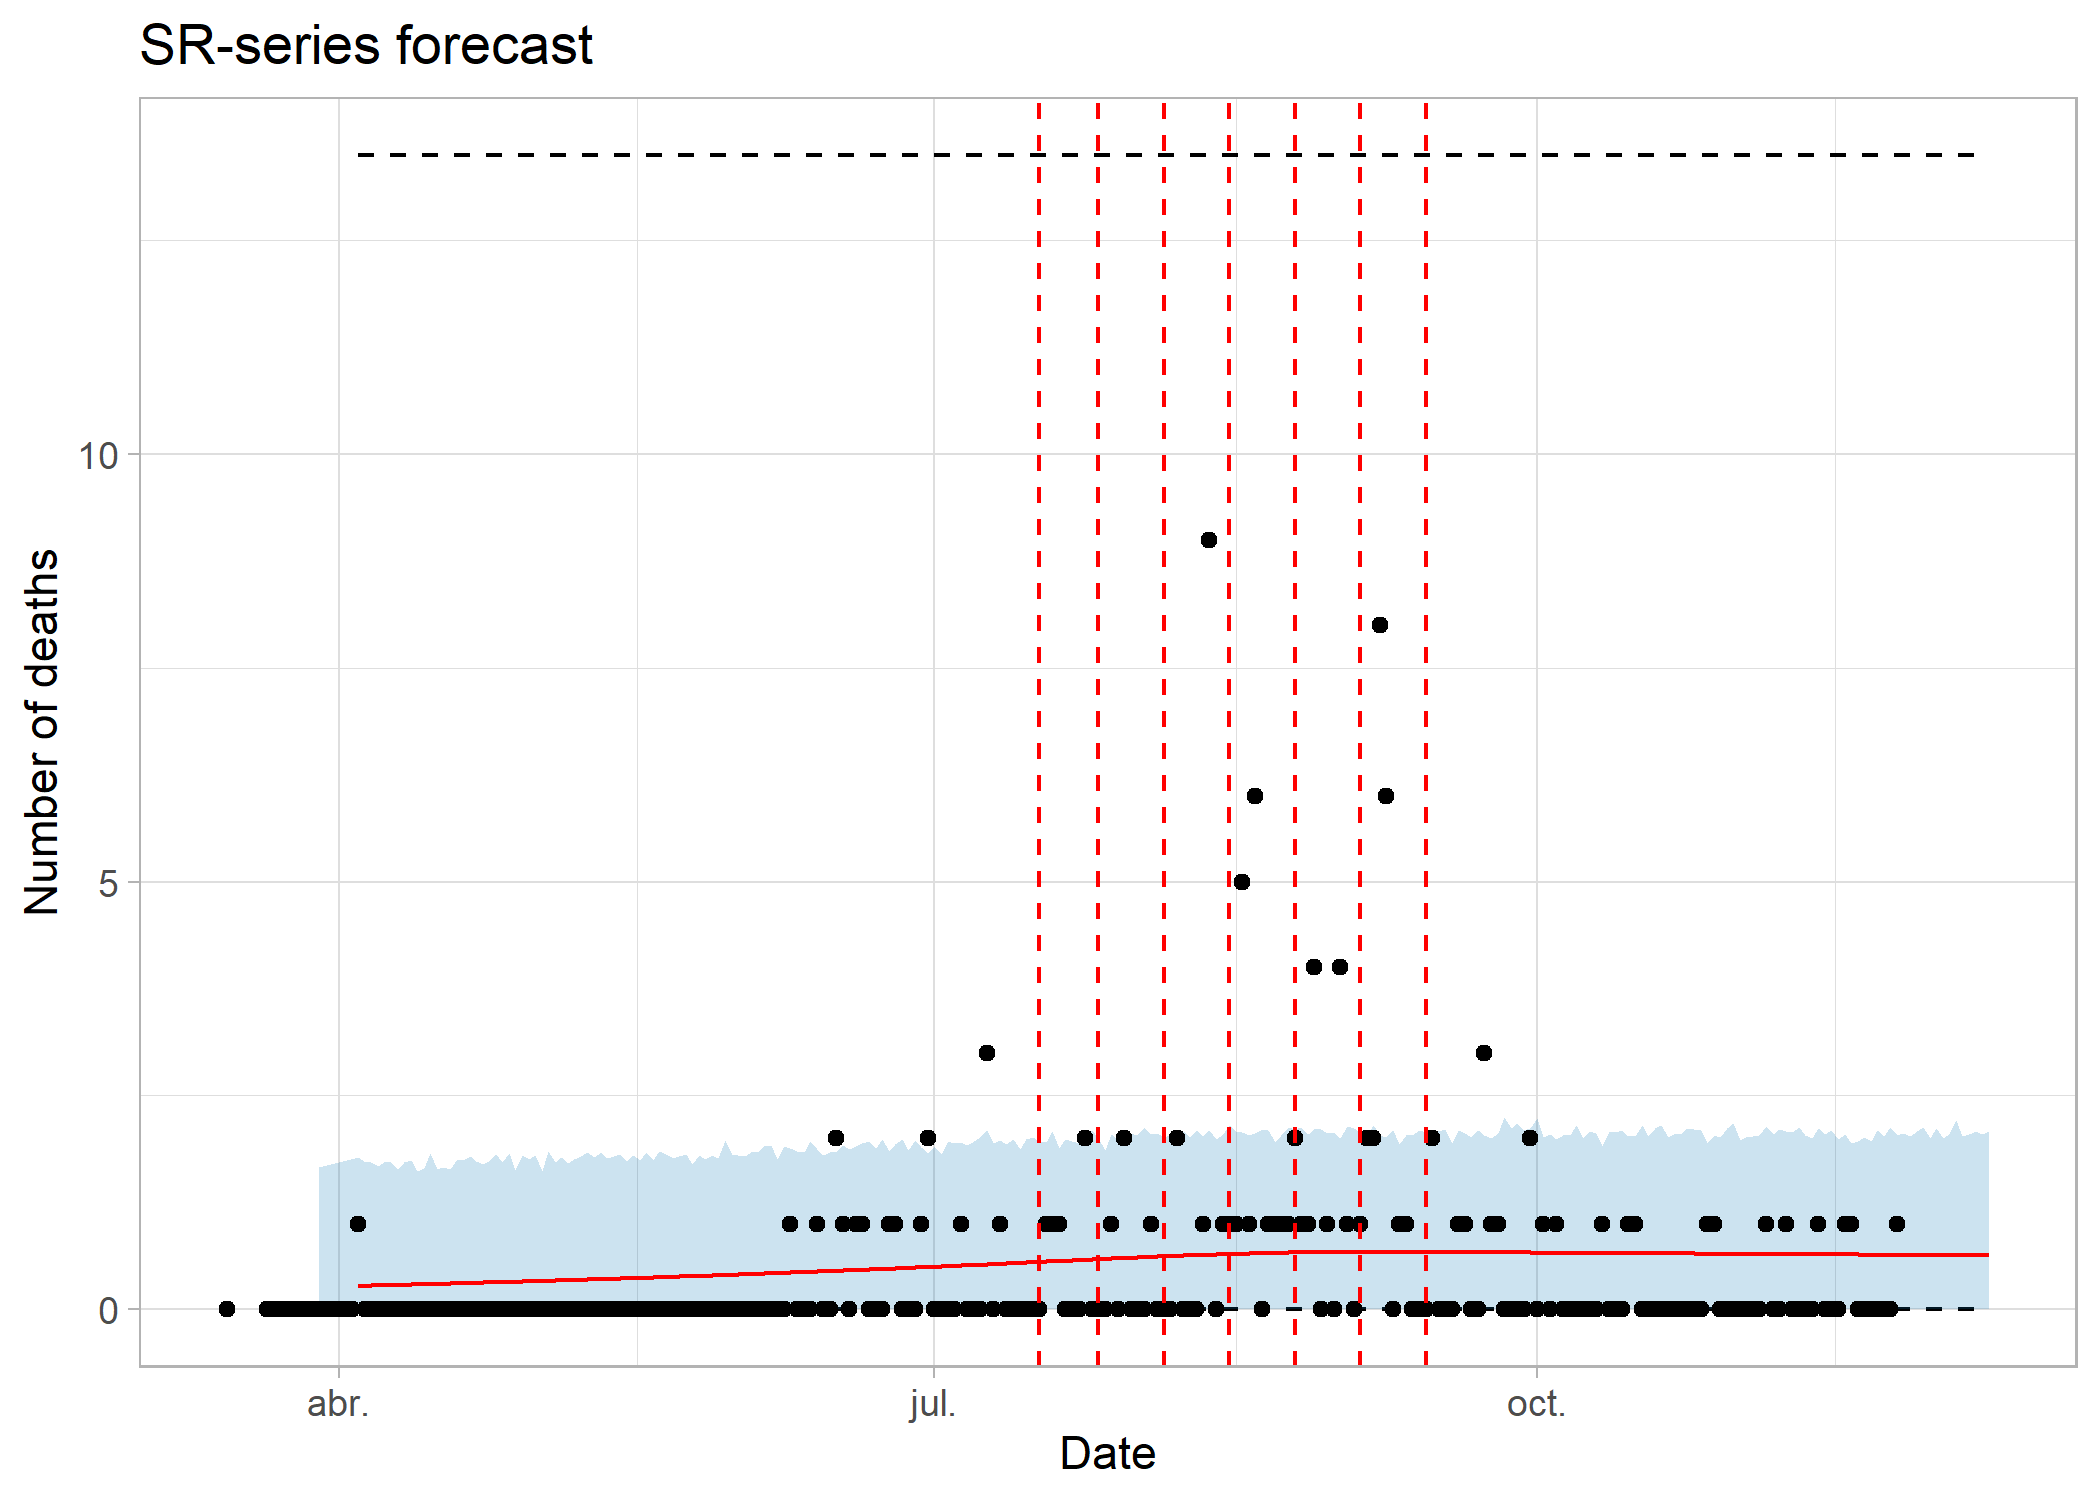 SR-series forecast
Number of deaths
10
5
0
abr.
jul.
oct.
Date